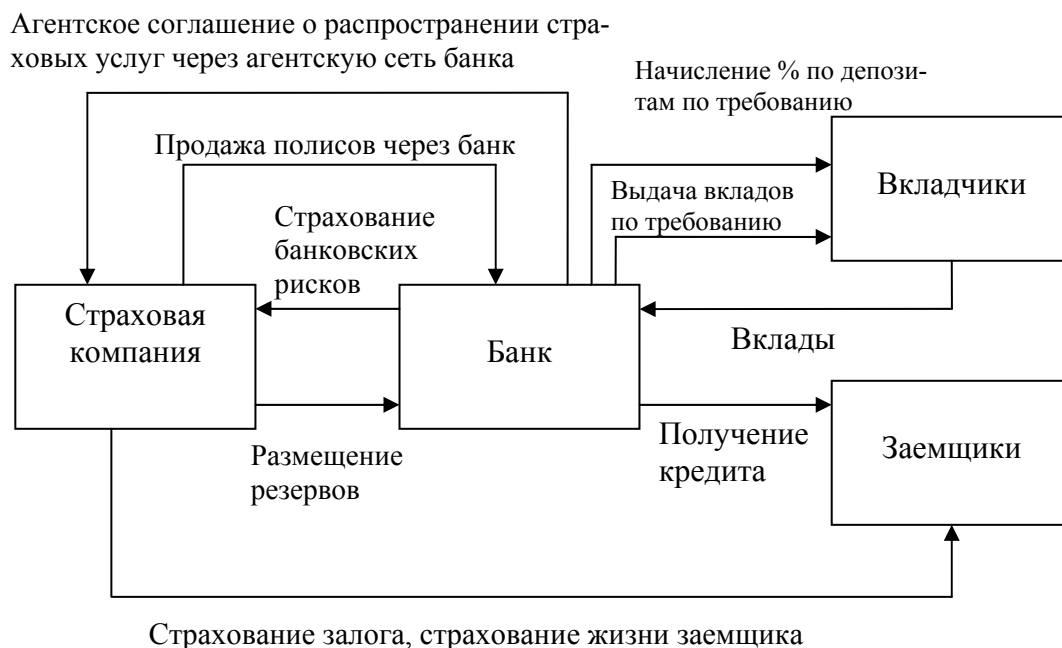 Агентское соглашение о распространении стра-
ховых услуг через агентскую сеть банка
Начисление % по депози-
там по требованию
Продажа полисов через банк
Вкладчики
Выдача вкладов
по требованию
Страхование
банковских
рисков
Страховая
компания
Банк
Вклады
Размещение
резервов
Получение
кредита
Заемщики
Страхование залога, страхование жизни заемщика